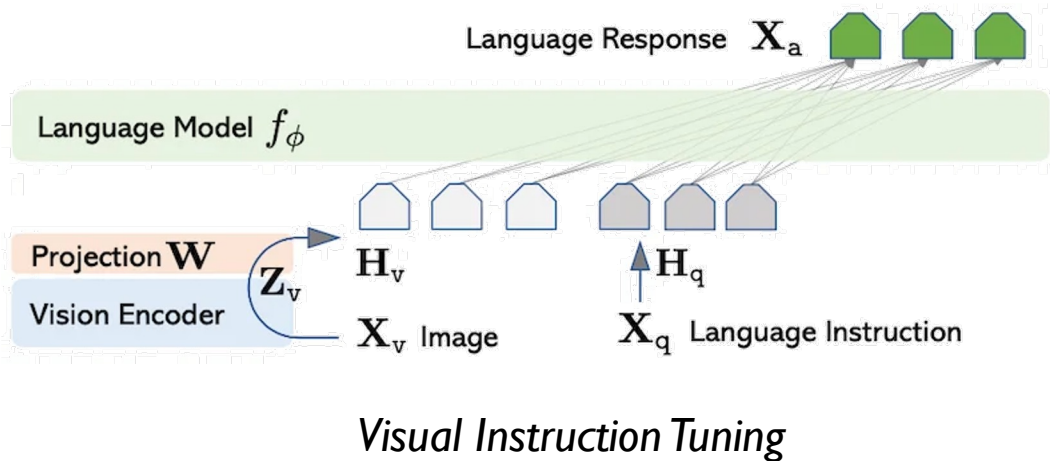 Language Response X_a
Language Model f_ϕ
Projection W
Z_v
H_v
H_q
Vision Encoder
X_v Image
X_q Language Instruction
Visual Instruction Tuning